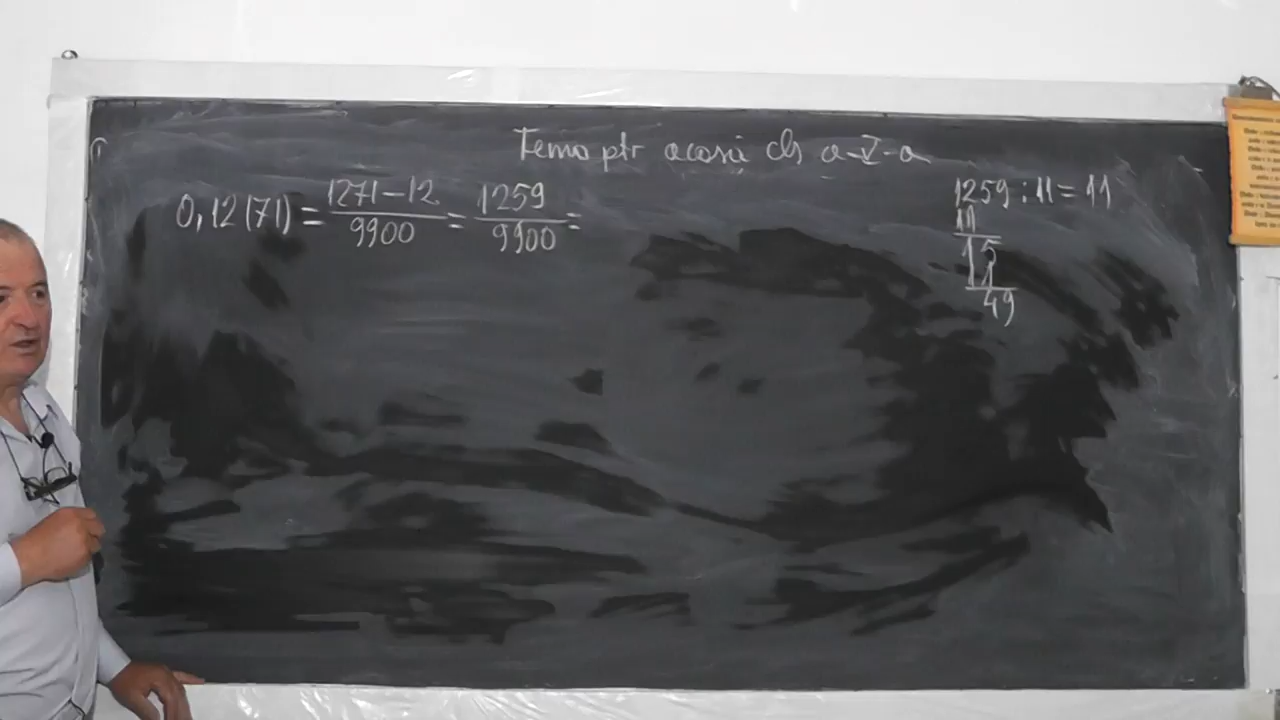 Tema ptr acasă cls a-V-a
0,12(71) = 1271-12/9900 = 1259/9900 =
1259 : 11 = 11
11
15
11
49